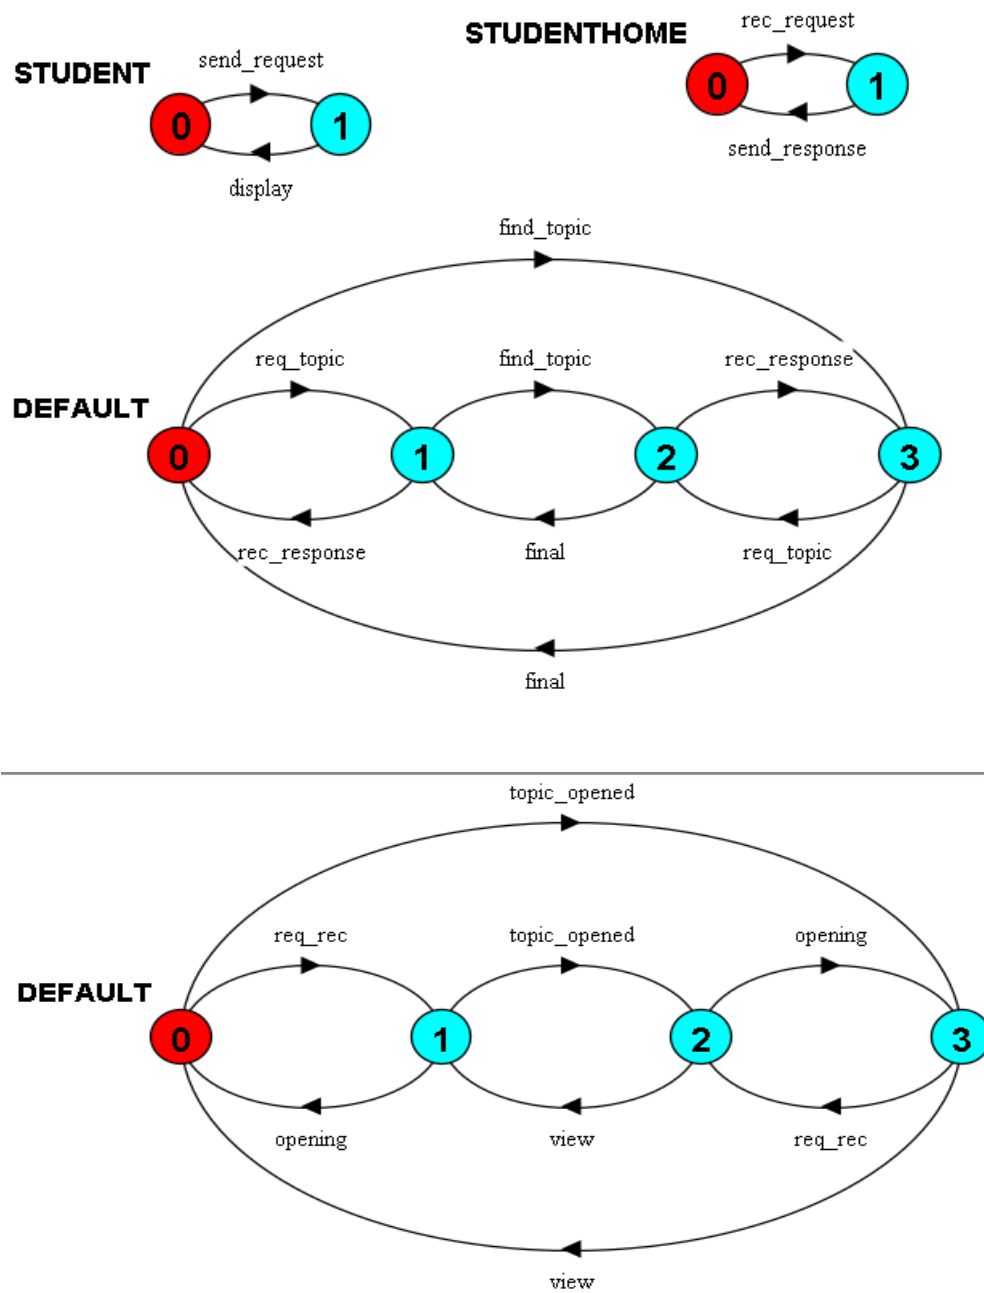 STUDENT
send_request
0
1
display
STUDENTHOME
rec_request
0
1
send_response
find_topic
req_topic
find_topic
rec_response
DEFAULT
0
1
2
3
rec_response
final
req_topic
final
topic_opened
req_rec
topic_opened
opening
DEFAULT
0
1
2
3
opening
view
req_rec
view